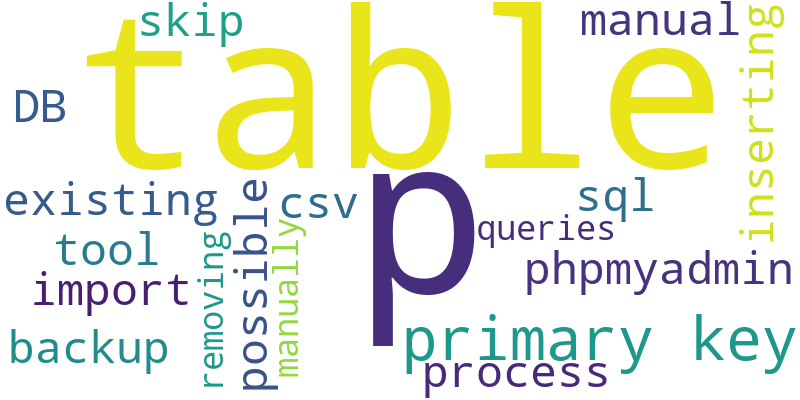 skip
table
manual
inserting
DB
p
existing
possible
csv
sql
queries
tool
removing
manually
phpmyadmin
import
backup
primary key
process